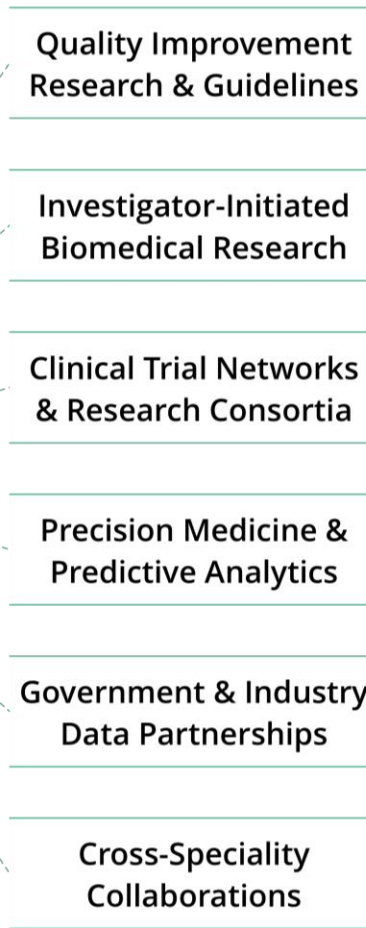 Quality Improvement
Research & Guidelines
Investigator-Initiated
Biomedical Research
Clinical Trial Networks
& Research Consortia
Precision Medicine &
Predictive Analytics
Government & Industry
Data Partnerships
Cross-Speciality
Collaborations